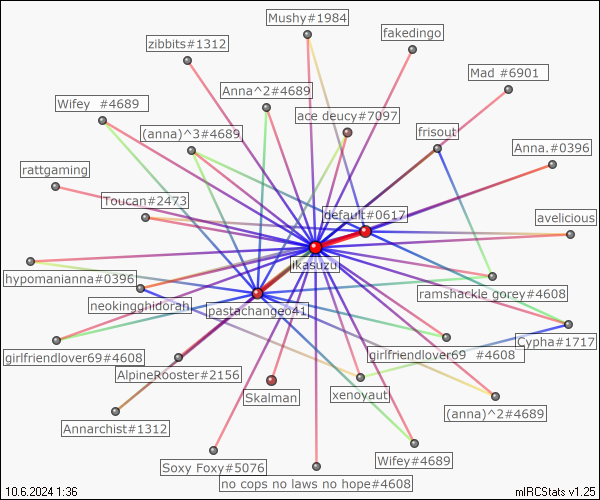 Mushy#1984
fakedingo
zibbits#1312
Mad #6901
Anna^2#4689
Wifey #4689
ace deucy#7097
(anna)^3#4689
frisout
Anna.#0396
rattgaming
Toucan#2473
default#0617
avelicious
ikasuzu
hypomanianna#0396
neokingghidorah
ramshackle gorey#4608
pastachangeo41
Cypha#1717
girlfriendlover69#4608
girlfriendlover69 #4608
AlpineRooster#2156
xenoyaut
Skalman
(anna)^2#4689
Annarchist#1312
Wifey#4689
Soxy Foxy#5076
no cops no laws no hope#4608
10.6.2024 1:36
mIRCStats v1.25